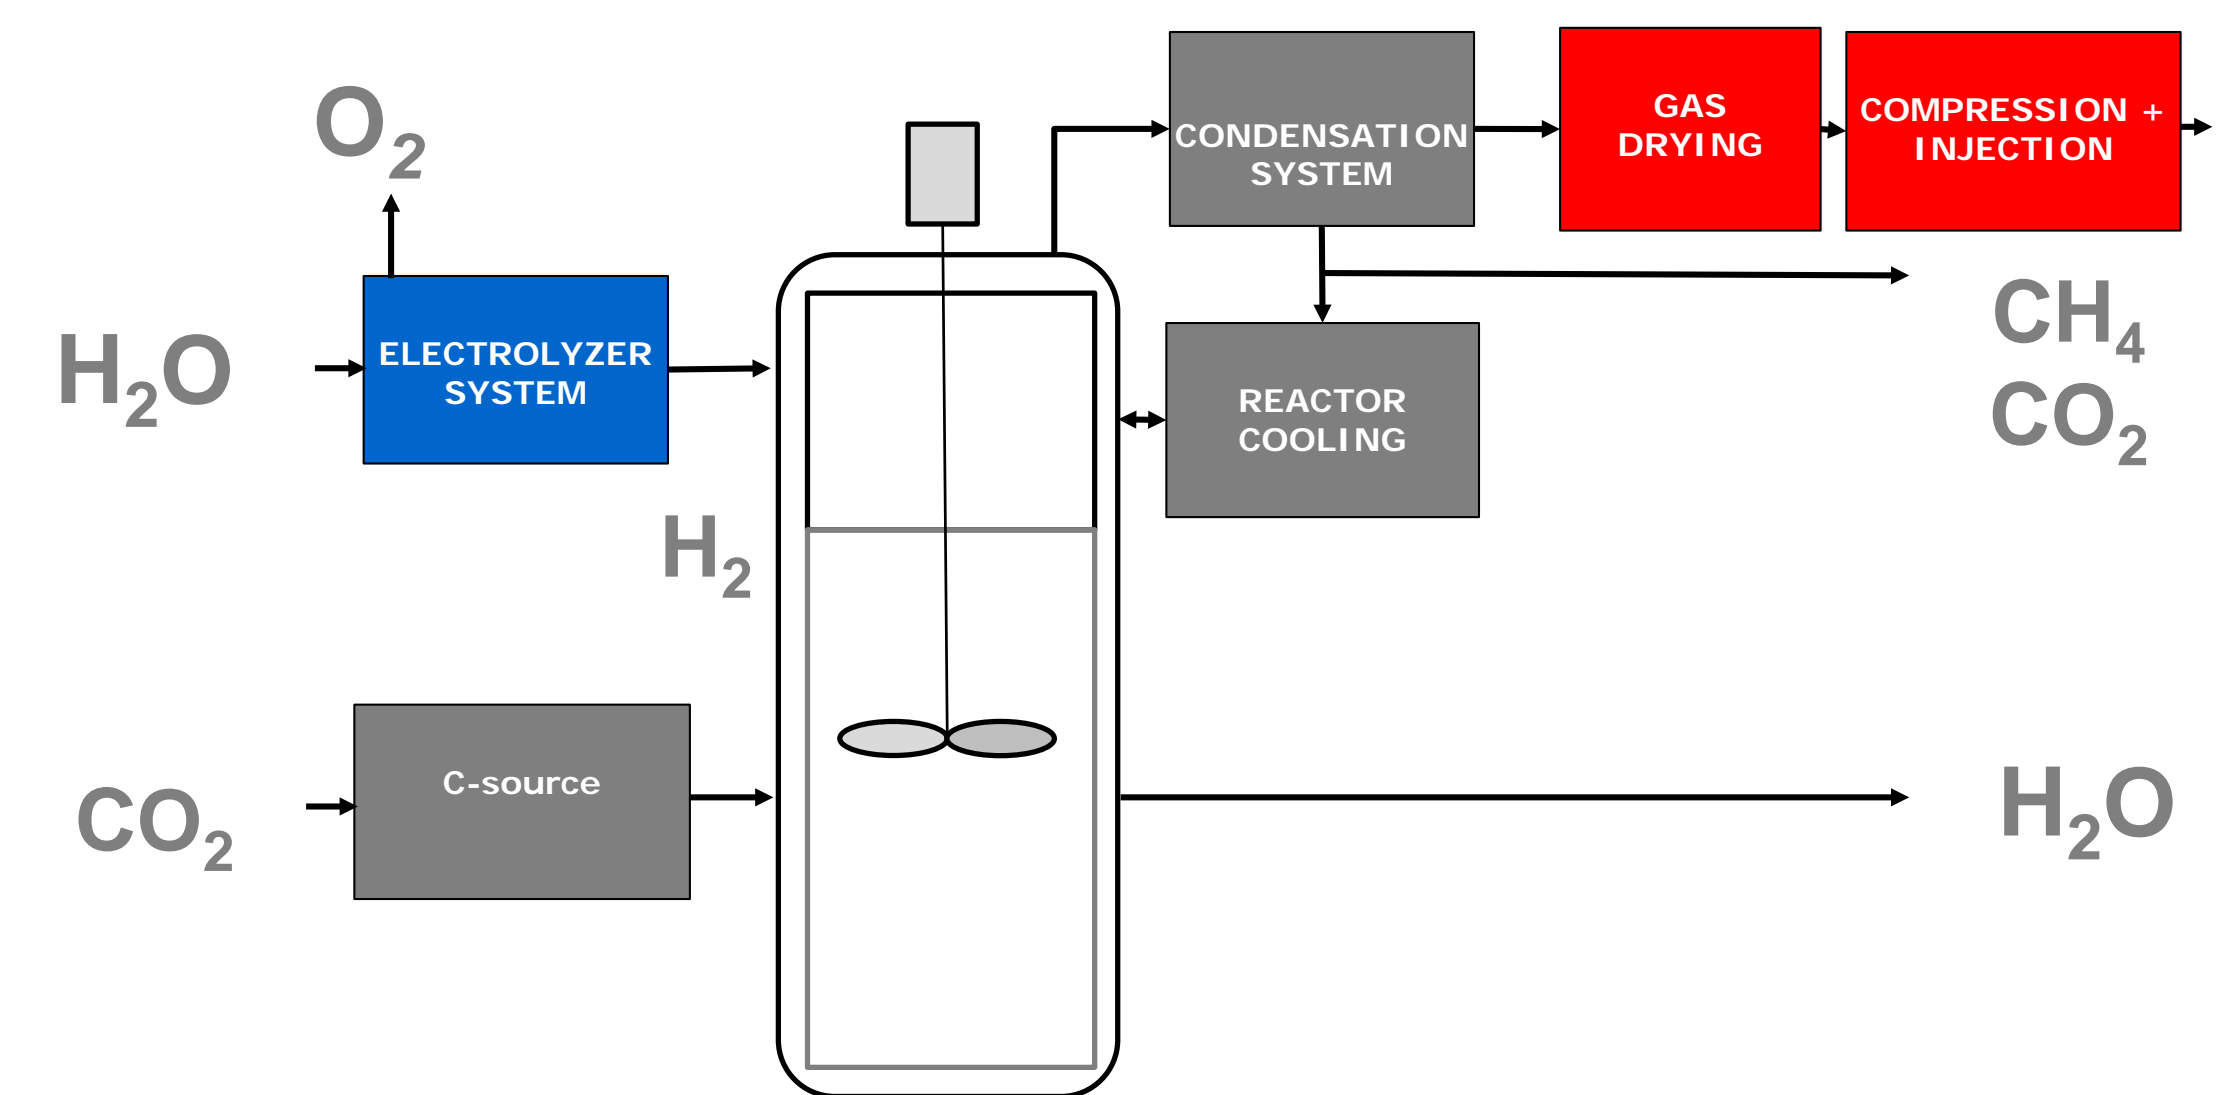 O₂
H₂O
ELECTROLYZER
SYSTEM
H₂
CO₂
C-source
CONDENSATION
SYSTEM
GAS
DRYING
COMPRESSION +
INJECTION
REACTOR
COOLING
CH₄
CO₂
H₂O